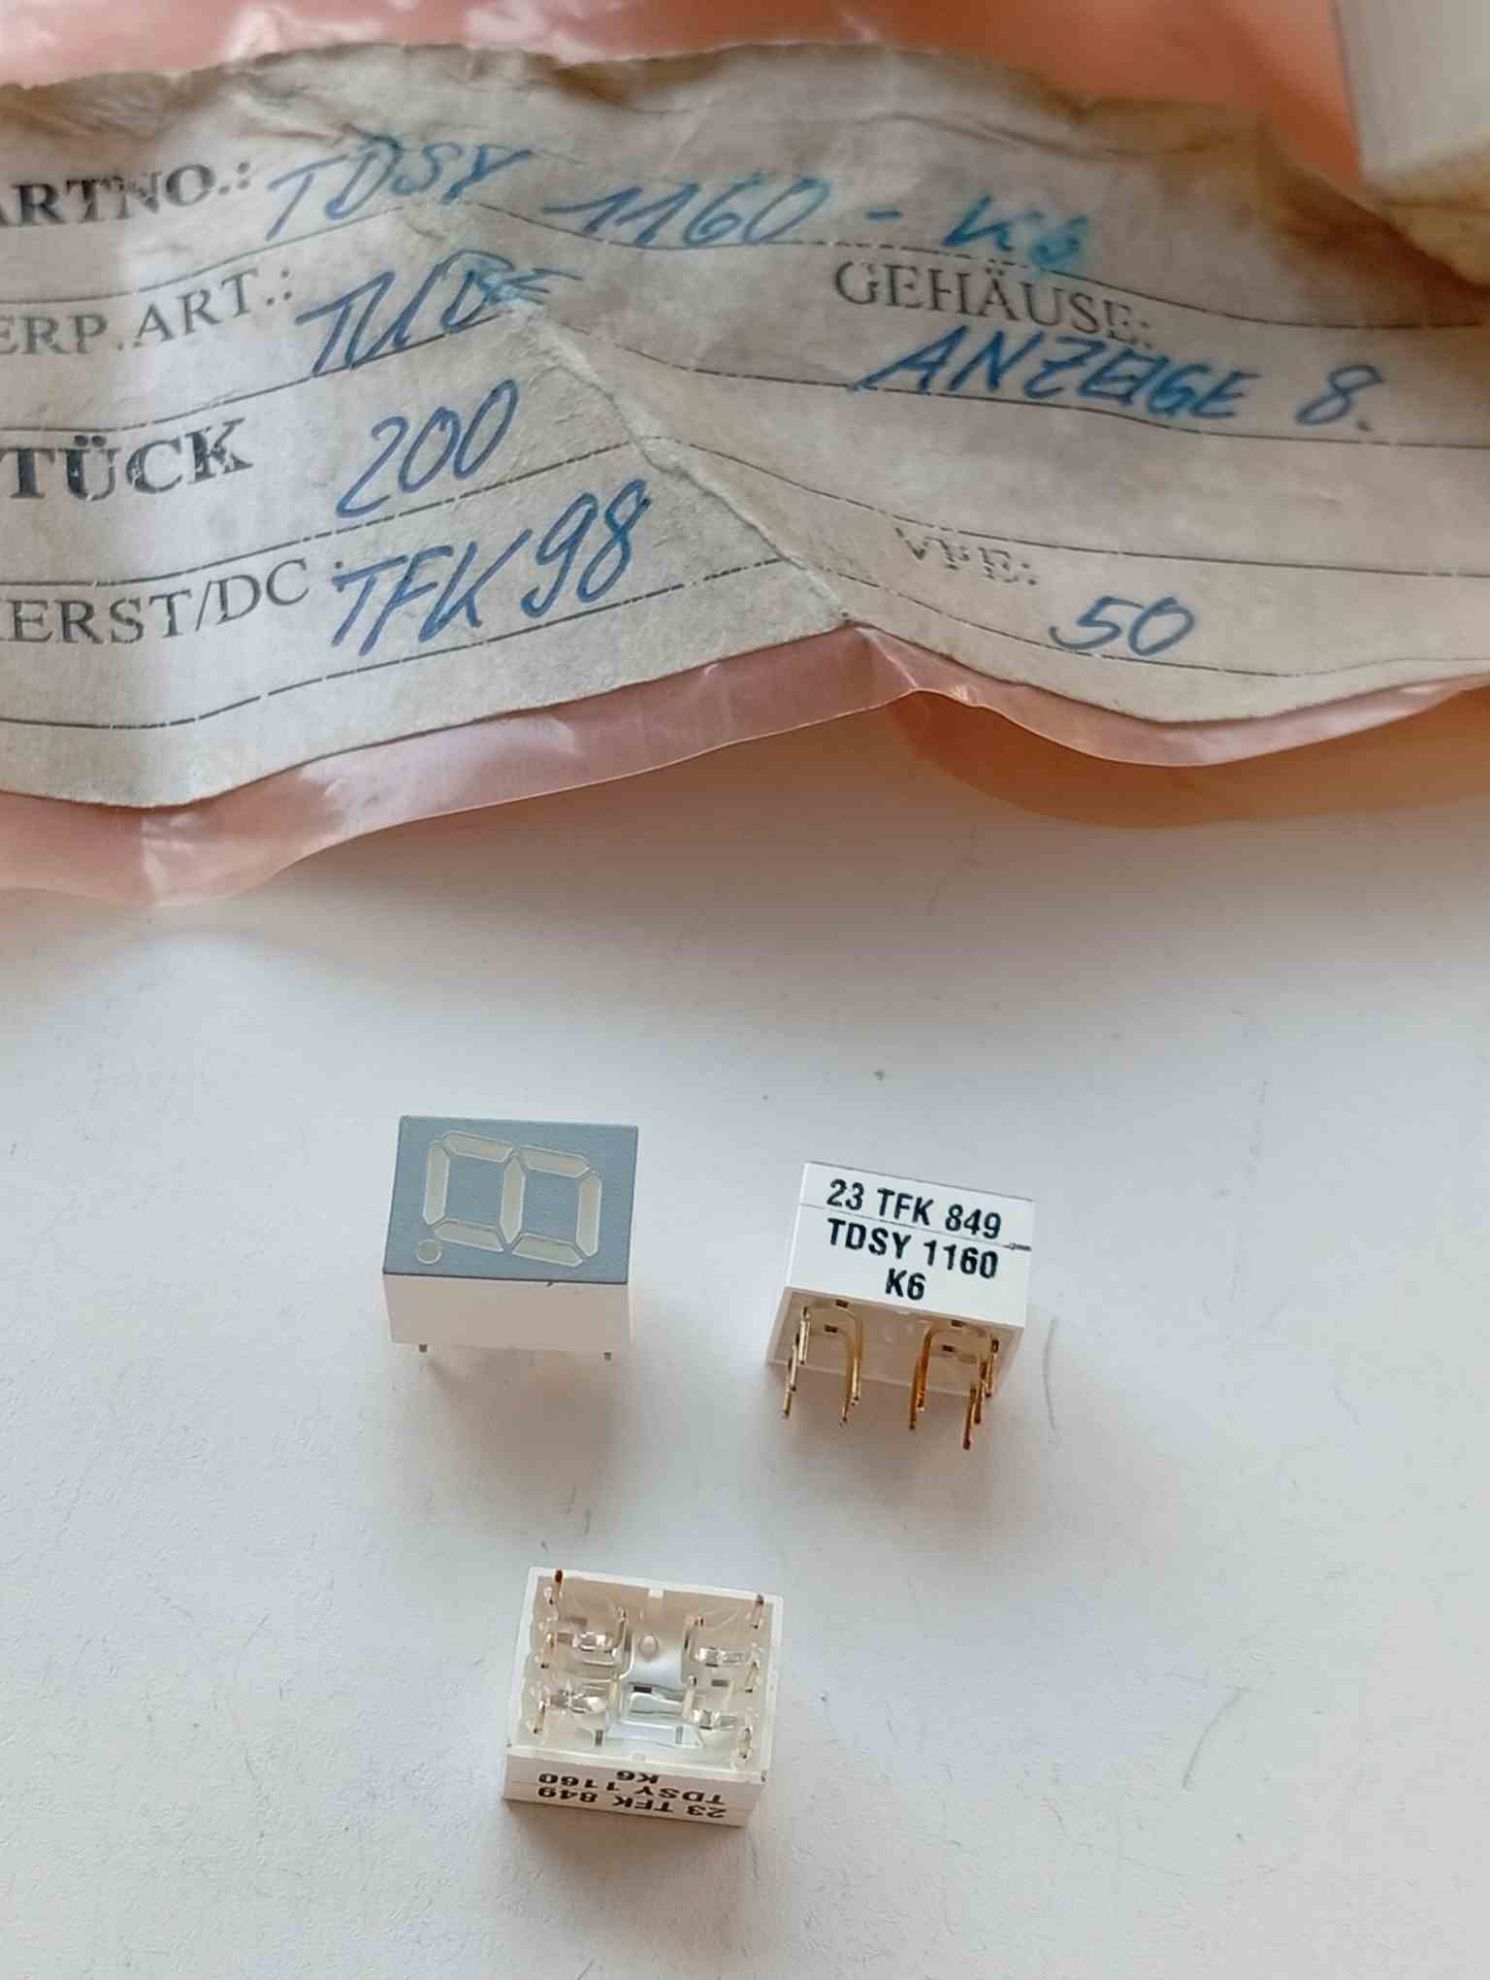 ARTNO.: TDSY 1160 - K6
ERP.ART.: TUBE GEHÄUSE: ANZEIGE 8.
TÜCK 200
ERST/DC: TFK 98 VPE: 50
23 TFK 849
TDSY 1160
K6
23 TFK 849
TDSY 1160
K6